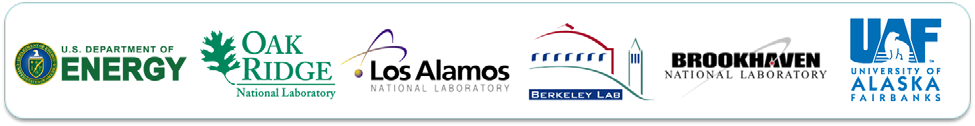 U.S. DEPARTMENT OF
ENERGY
OAK
RIDGE
National Laboratory
Los Alamos
NATIONAL LABORATORY
BERKELEY LAB
BROOKHAVEN
NATIONAL LABORATORY
UAF
UNIVERSITY OF
ALASKA
FAIRBANKS